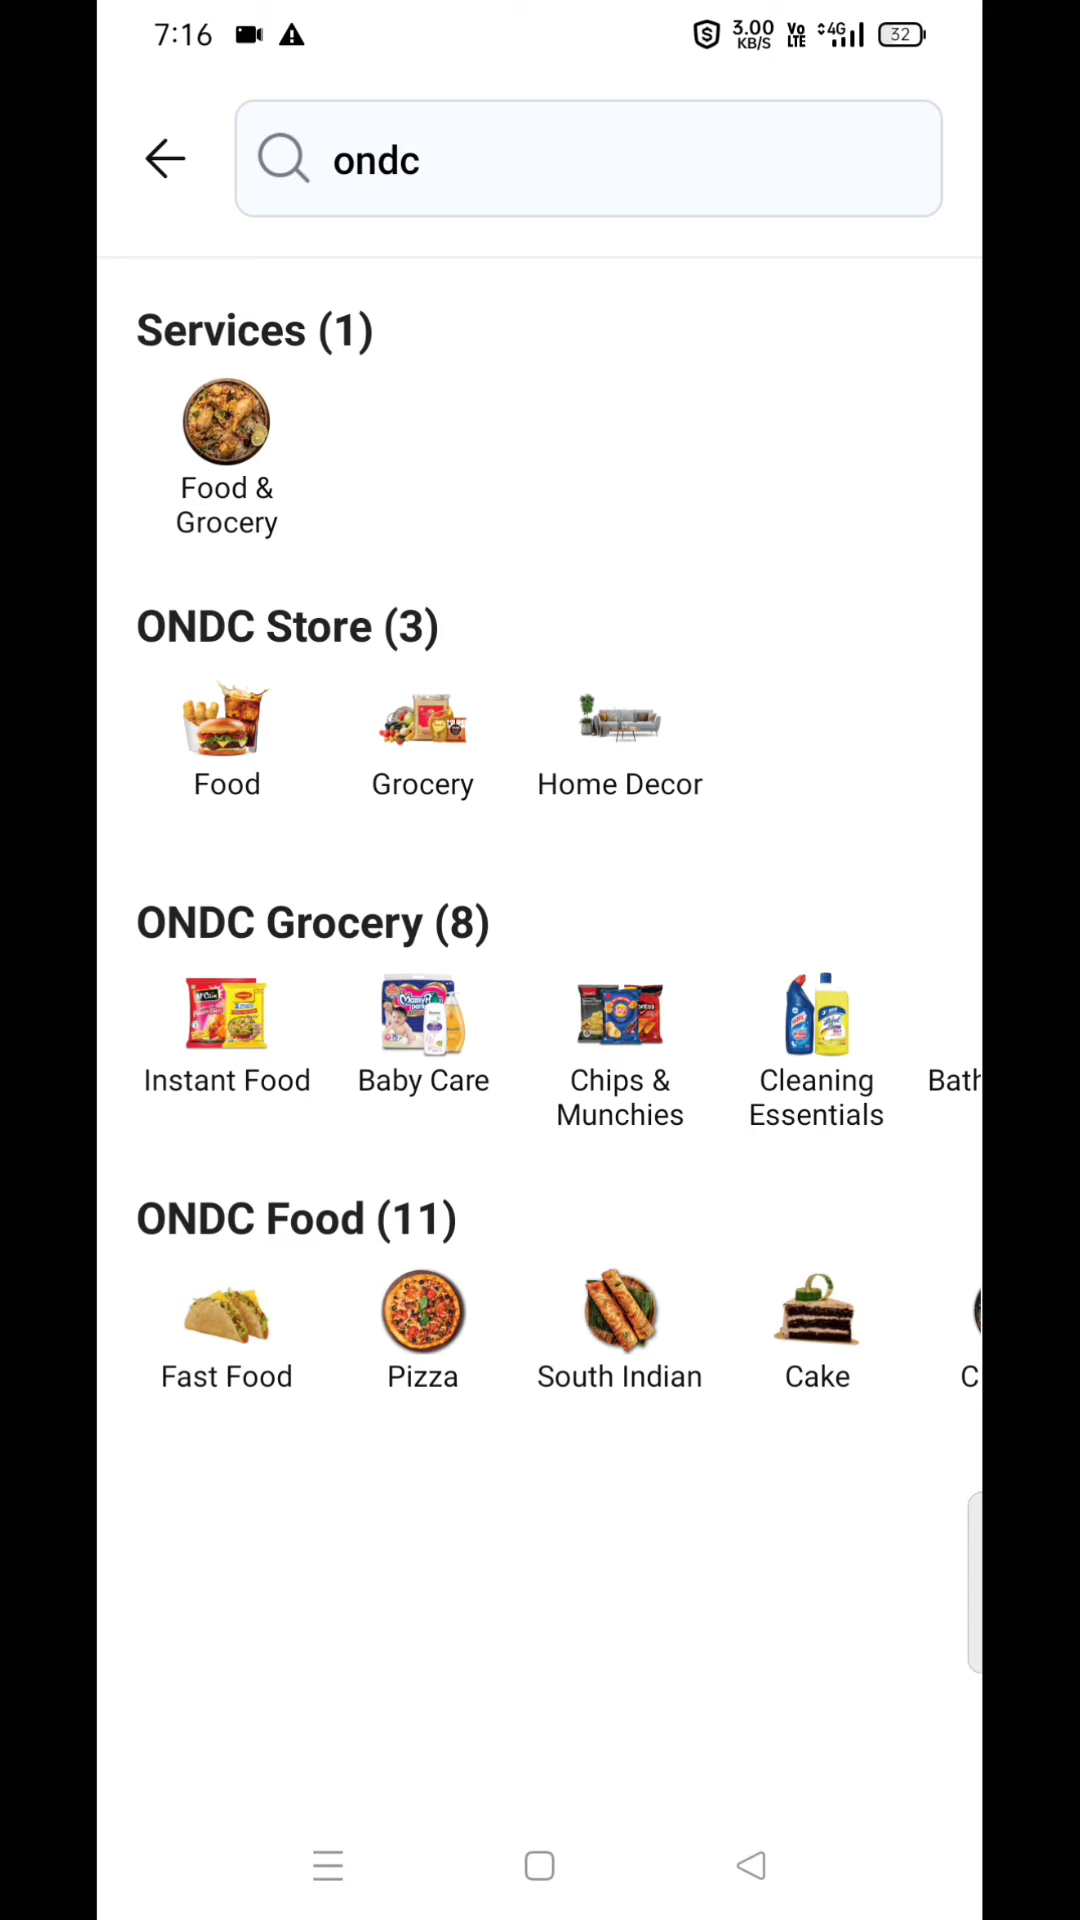 7:16
3.00
KB/S
Vo
LTE
4G
32
ondc
Services (1)
Food &
Grocery
ONDC Store (3)
Food
Grocery
Home Decor
ONDC Grocery (8)
Instant Food
Baby Care
Chips &
Munchies
Cleaning
Essentials
Bath
ONDC Food (11)
Fast Food
Pizza
South Indian
Cake
C